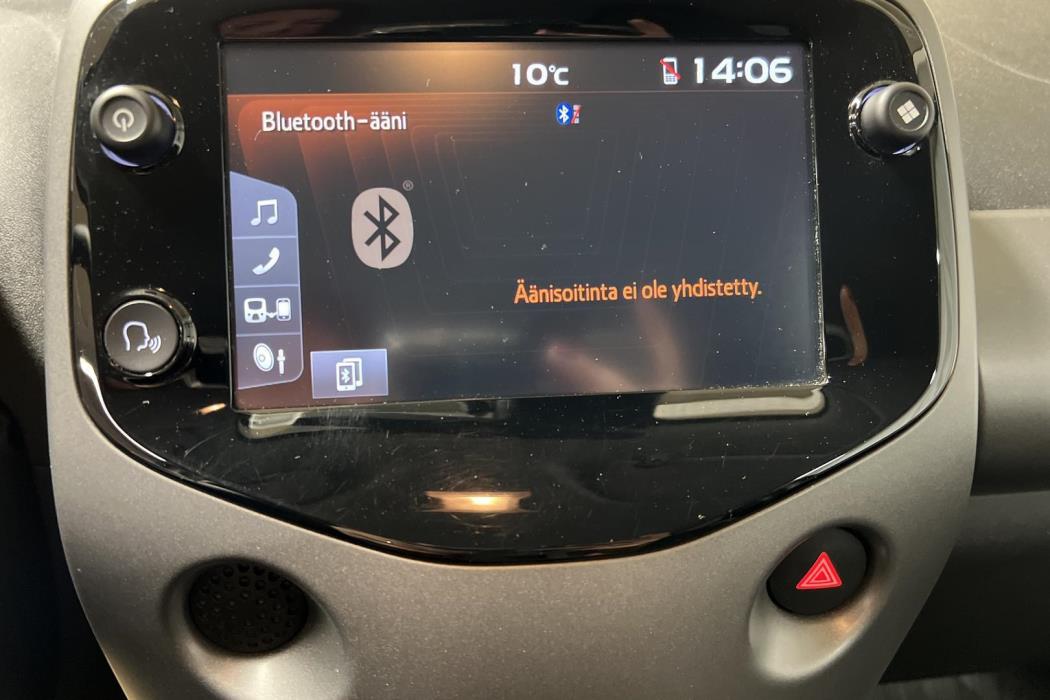 10°C
14:06
Bluetooth-ääni
®
Äänisoitinta ei ole yhdistetty.